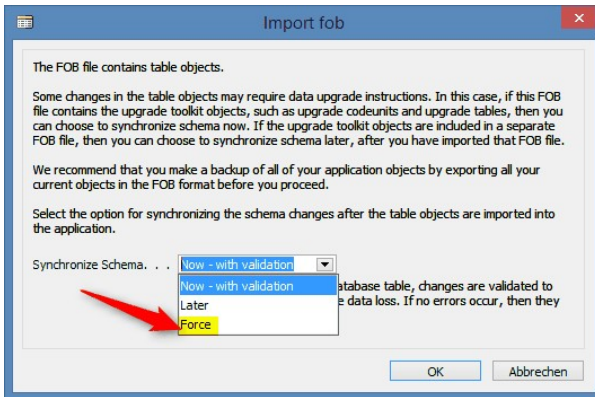 Import fob
The FOB file contains table objects.
Some changes in the table objects may require data upgrade instructions. In this case, if this FOB
file contains the upgrade toolkit objects, such as upgrade codeunits and upgrade tables, then you
can choose to synchronize schema now. If the upgrade toolkit objects are included in a separate
FOB file, then you can choose to synchronize schema later, after you have imported that FOB file.
We recommend that you make a backup of all of your application objects by exporting all your
current objects in the FOB format before you proceed.
Select the option for synchronizing the schema changes after the table objects are imported into
the application.
Synchronize Schema. . . Now - with validation
Now - with validation
Later
Force
database table, changes are validated to
data loss. If no errors occur, then they
OK Abbrechen